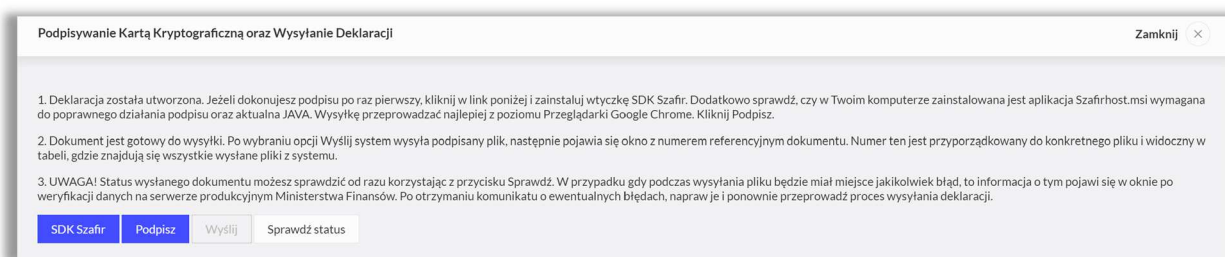 Podpisywanie Kartą Kryptograficzną oraz Wysyłanie Deklaracji
Zamknij
1. Deklaracja została utworzona. Jeżeli dokonujesz podpisu po raz pierwszy, kliknij w link poniżej i zainstaluj wtyczkę SDK Szafir. Dodatkowo sprawdź, czy w Twoim komputerze zainstalowana jest aplikacja Szafirhost.msi wymagana
do poprawnego działania podpisu oraz aktualna JAVA. Wysyłkę przeprowadzać najlepiej z poziomu Przeglądarki Google Chrome. Kliknij Podpisz.
2. Dokument jest gotowy do wysyłki. Po wybraniu opcji Wyślij system wysyła podpisany plik, następnie pojawia się okno z numerem referencyjnym dokumentu. Numer ten jest przyporządkowany do konkretnego pliku i widoczny w
tabeli, gdzie znajdują się wszystkie wysłane pliki z systemu.
3. UWAGA! Status wysłanego dokumentu możesz sprawdzić od razu korzystając z przycisku Sprawdź. W przypadku gdy podczas wysyłania pliku będzie miał miejsce jakikolwiek błąd, to informacja o tym pojawi się w oknie po
weryfikacji danych na serwerze produkcyjnym Ministerstwa Finansów. Po otrzymaniu komunikatu o ewentualnych błędach, napraw je i ponownie przeprowadź proces wysyłania deklaracji.
SDK Szafir Podpisz Wyślij Sprawdź status